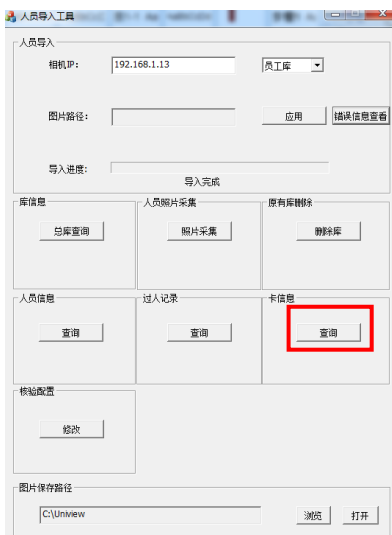 人员导入工具
人员导入
相机IP: 192.168.1.13 员工库
图片路径: 应用 错误信息查看
导入进度:
导入完成
库信息 人员照片采集 原有库删除
总库查询 照片采集 删除库
人员信息 过人记录 卡信息
查询 查询 查询
核验配置
修改
图片保存路径
C:\Uniview 浏览 打开